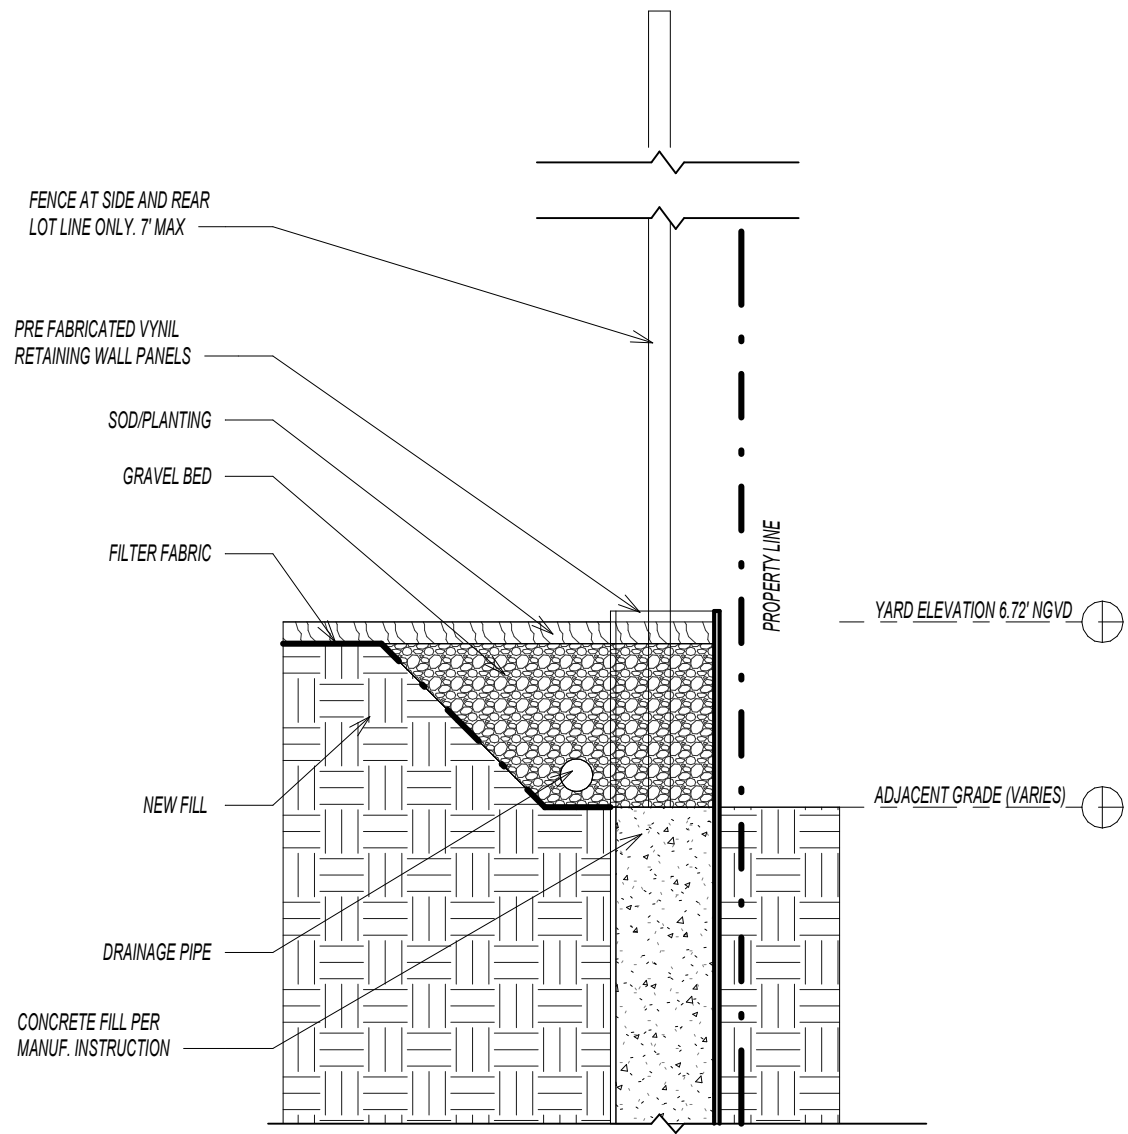 FENCE AT SIDE AND REAR
LOT LINE ONLY. 7' MAX
PRE FABRICATED VYNIL
RETAINING WALL PANELS
SOD/PLANTING
GRAVEL BED
FILTER FABRIC
NEW FILL
DRAINAGE PIPE
CONCRETE FILL PER
MANUF. INSTRUCTION
PROPERTY LINE
YARD ELEVATION 6.72' NGVD
ADJACENT GRADE (VARIES)